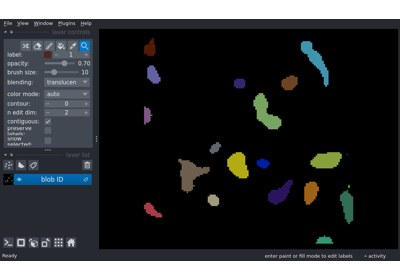 File View Window Plugins Help
layer controls
label: 1
opacity: 0.70
brush size: 10
blending: translucen
color mode: auto
contour: 0
n edit dim: 2
contiguous:
preserve labels:
show selected:
layer list
blob ID
Ready enter paint or fill mode to edit labels activity